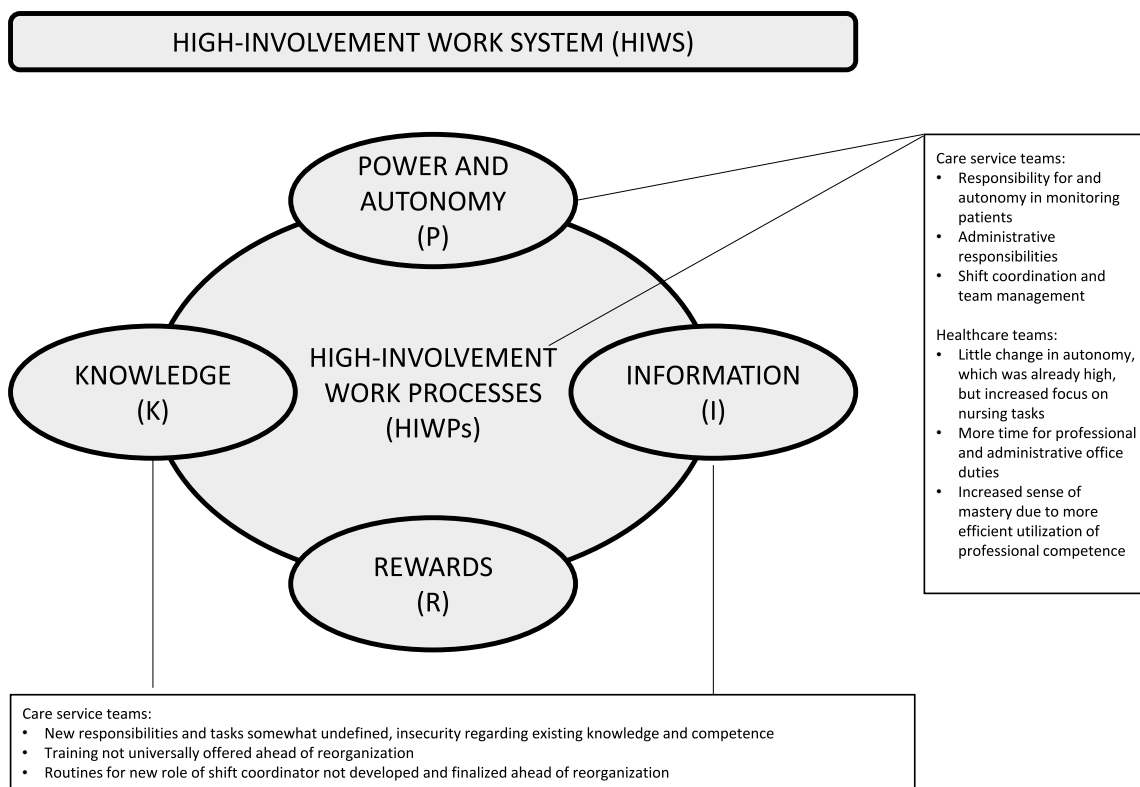 HIGH-INVOLVEMENT WORK SYSTEM (HIWS)
POWER AND
AUTONOMY
(P)
KNOWLEDGE
(K)
HIGH-INVOLVEMENT
WORK PROCESSES
(HIWPs)
INFORMATION
(I)
REWARDS
(R)
Care service teams:
• Responsibility for and
autonomy in monitoring
patients
• Administrative
responsibilities
• Shift coordination and
team management
Healthcare teams:
• Little change in autonomy,
which was already high,
but increased focus on
nursing tasks
• More time for professional
and administrative office
duties
• Increased sense of
mastery due to more
efficient utilization of
professional competence
Care service teams:
• New responsibilities and tasks somewhat undefined, insecurity regarding existing knowledge and competence
• Training not universally offered ahead of reorganization
• Routines for new role of shift coordinator not developed and finalized ahead of reorganization